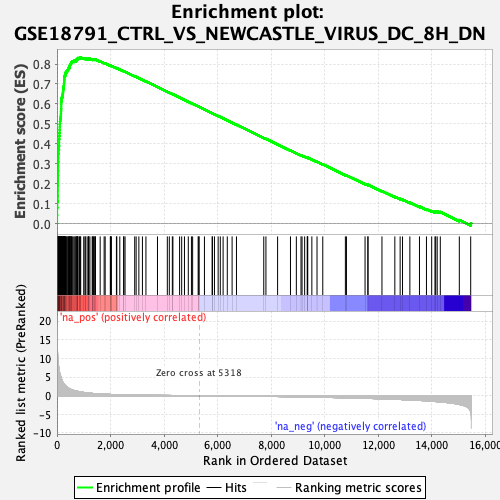 Enrichment plot:
GSE18791_CTRL_VS_NEWCASTLE_VIRUS_DC_8H_DN
Enrichment score (ES)
0.8
0.7
0.6
0.5
0.4
0.3
0.2
0.1
0.0
'na_pos' (positively correlated)
Ranked list metric (PreRanked)
20
15
10
5
0
-5
-10
Zero cross at 5318
'na_neg' (negatively correlated)
0 2,000 4,000 6,000 8,000 10,000 12,000 14,000 16,000
Rank in Ordered Dataset
Enrichment profile Hits Ranking metric scores